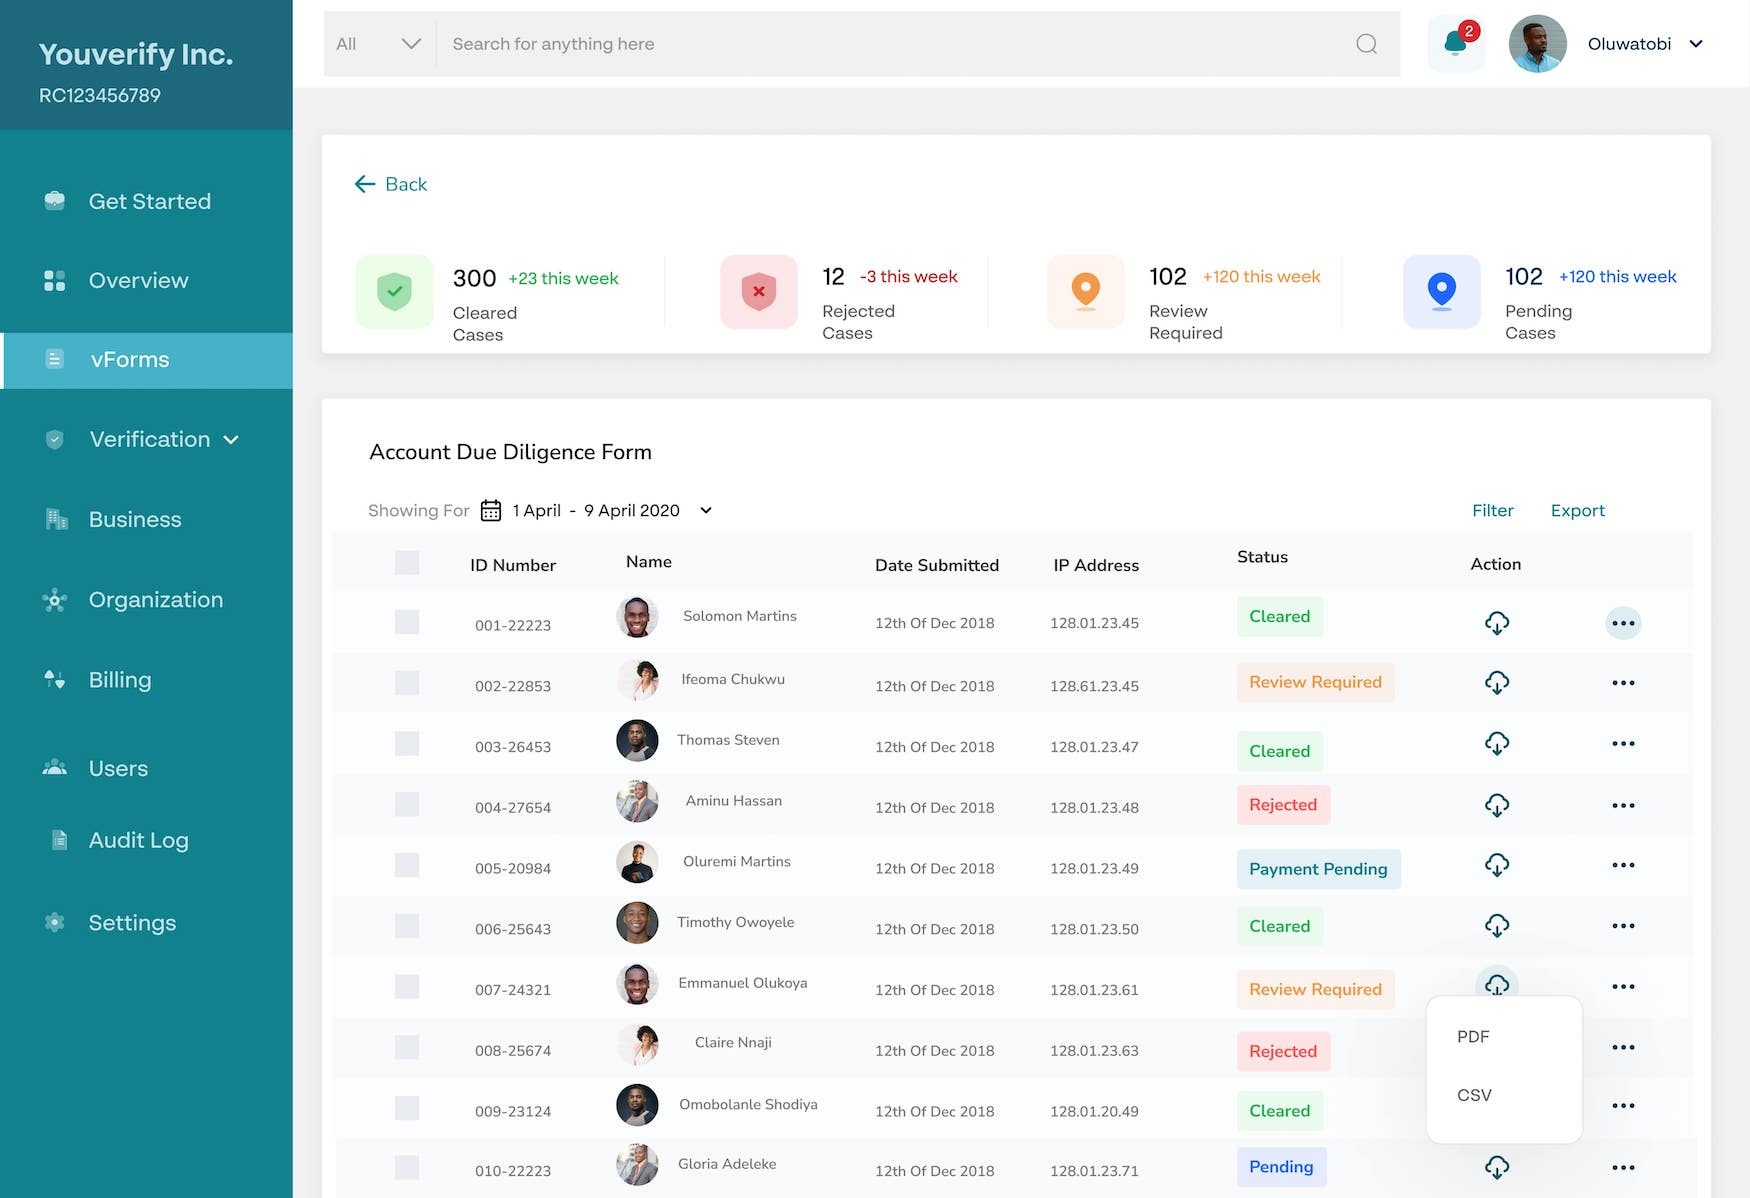 Youverify Inc.
RC123456789
All
Search for anything here
2
Oluwatobi
Get Started
Overview
vForms
Verification
Business
Organization
Billing
Users
Audit Log
Settings
Back
300 +23 this week
Cleared
Cases
12 -3 this week
Rejected
Cases
102 +120 this week
Review
Required
102 +120 this week
Pending
Cases
Account Due Diligence Form
Showing For 1 April - 9 April 2020
Filter Export
ID Number Name Date Submitted IP Address Status Action
001-22223 Solomon Martins 12th Of Dec 2018 128.01.23.45 Cleared
002-22853 Ifeoma Chukwu 12th Of Dec 2018 128.61.23.45 Review Required
003-26453 Thomas Steven 12th Of Dec 2018 128.01.23.47 Cleared
004-27654 Aminu Hassan 12th Of Dec 2018 128.01.23.48 Rejected
005-20984 Oluremi Martins 12th Of Dec 2018 128.01.23.49 Payment Pending
006-25643 Timothy Owoyele 12th Of Dec 2018 128.01.23.50 Cleared
007-24321 Emmanuel Olukoya 12th Of Dec 2018 128.01.23.61 Review Required
008-25674 Claire Nnaji 12th Of Dec 2018 128.01.23.63 Rejected
009-23124 Omobolanle Shodiya 12th Of Dec 2018 128.01.20.49 Cleared
010-22223 Gloria Adeleke 12th Of Dec 2018 128.01.23.71 Pending
PDF
CSV